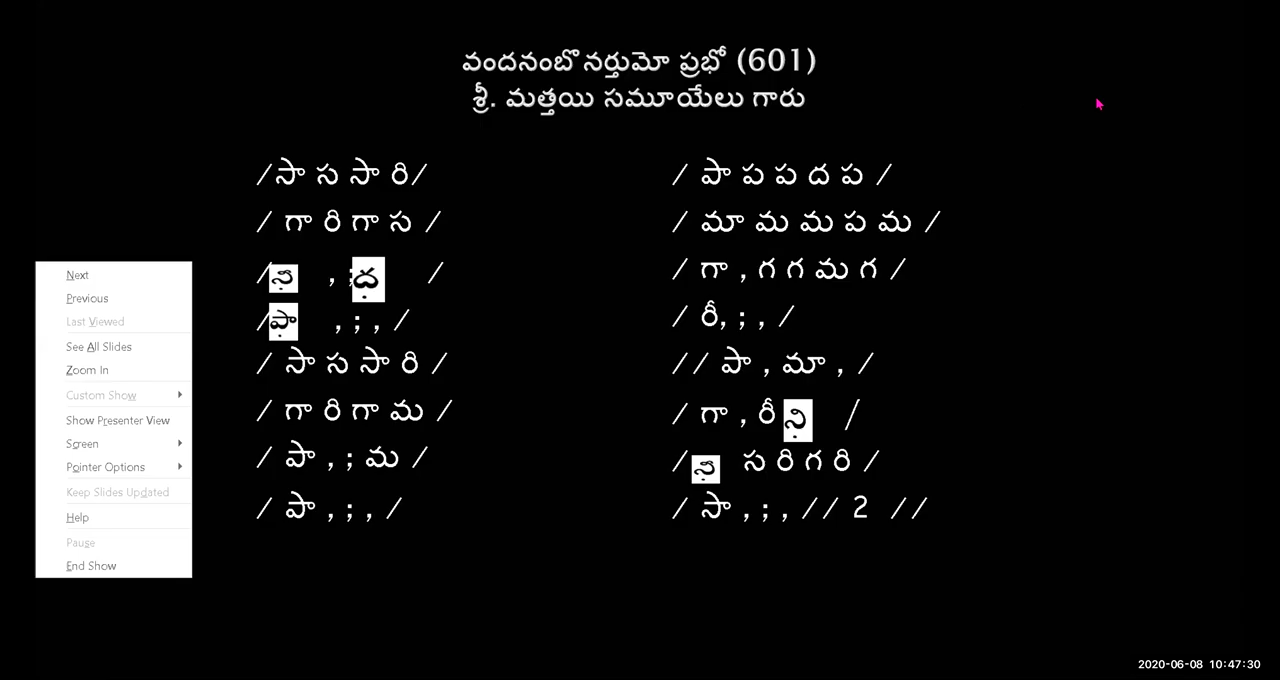 వందనంబొనర్తుమో ప్రభో (601)
శ్రీ. మత్తయి సమూయేలు గారు
/సా స సా రి/
/ గా రి గా స /
/నీ , ;ద /
/పా , ; , /
/ సా స సా రి /
/ గా రి గా మ /
/ పా , ; మ /
/ పా , ; , /
/ పా ప ప ద ప /
/ మా మ మ ప మ /
/ గా , గ గ మ గ /
/ రీ, ; , /
// పా , మా , /
/ గా , రీ ని /
/నీ స రి గ రి /
/ సా , ; , // 2 //
Next
Previous
Last Viewed
See All Slides
Zoom In
Custom Show
Show Presenter View
Screen
Pointer Options
Keep Slides Updated
Help
Pause
End Show
2020-06-08 10:47:30